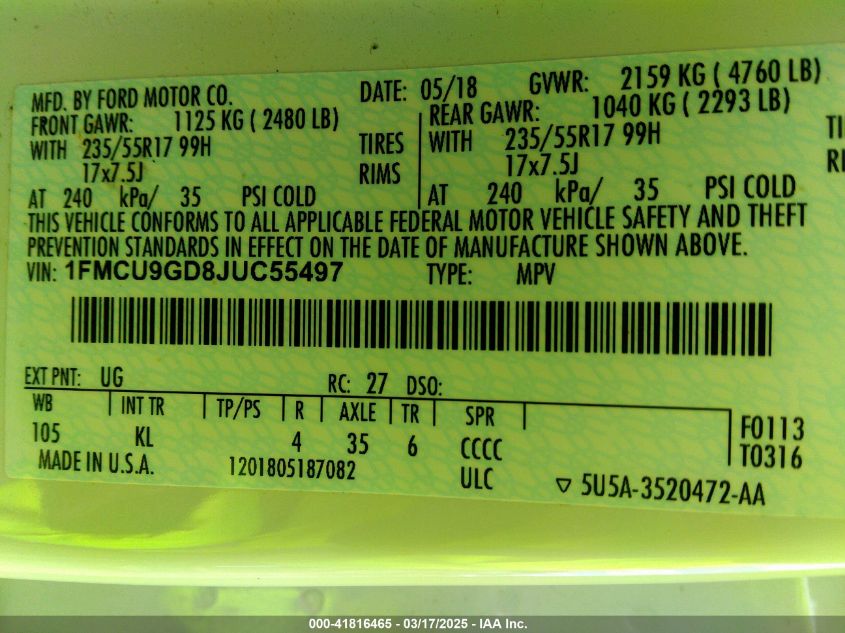 MFD. BY FORD MOTOR CO. DATE: 05/18 GVWR: 2159 KG ( 4760 LB)
FRONT GAWR: 1125 KG ( 2480 LB) REAR GAWR: 1040 KG ( 2293 LB)
WITH 235/55R17 99H TIRES WITH 235/55R17 99H
17x7.5J RIMS 17x7.5J
AT 240 kPa/ 35 PSI COLD AT 240 kPa/ 35 PSI COLD
THIS VEHICLE CONFORMS TO ALL APPLICABLE FEDERAL MOTOR VEHICLE SAFETY AND THEFT
PREVENTION STANDARDS IN EFFECT ON THE DATE OF MANUFACTURE SHOWN ABOVE.
VIN: 1FMCU9GD8JUC55497 TYPE: MPV
EXT PNT: UG RC: 27 DSO:
WB INT TR TP/PS R AXLE TR SPR
105 KL 4 35 6 CCCC
F0113
T0316
MADE IN U.S.A. 1201805187082 ULC ▽ 5U5A-3520472-AA
000-41816465 - 03/17/2025 - IAA Inc.